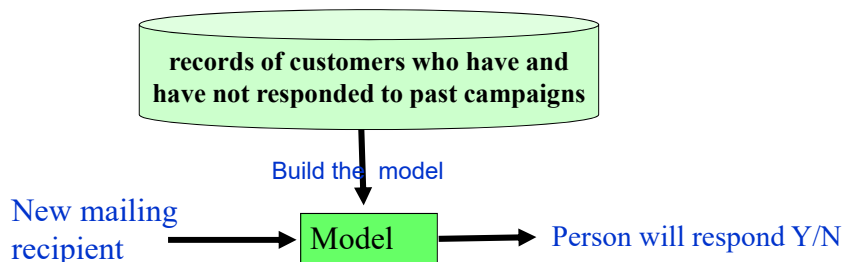 records of customers who have and
have not responded to past campaigns
Build the model
New mailing
recipient
Model
Person will respond Y/N